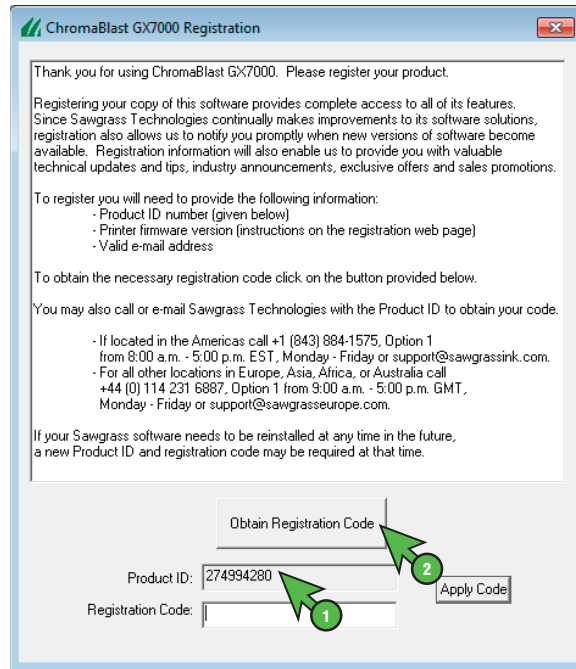 ChromaBlast GX7000 Registration
Thank you for using ChromaBlast GX7000. Please register your product.
Registering your copy of this software provides complete access to all of its features.
Since Sawgrass Technologies continually makes improvements to its software solutions,
registration also allows us to notify you promptly when new versions of software become
available. Registration information will also enable us to provide you with valuable
technical updates and tips, industry announcements, exclusive offers and sales promotions.
To register you will need to provide the following information:
- Product ID number (given below)
- Printer firmware version (instructions on the registration web page)
- Valid e-mail address
To obtain the necessary registration code click on the button provided below.
You may also call or e-mail Sawgrass Technologies with the Product ID to obtain your code.
- If located in the Americas call +1 (843) 884-1575, Option 1
from 8:00 a.m. - 5:00 p.m. EST, Monday - Friday or support@sawgrassink.com.
- For all other locations in Europe, Asia, Africa, or Australia call
+44 (0) 114 231 6887, Option 1 from 9:00 a.m. - 5:00 p.m. GMT,
Monday - Friday or support@sawgrasseurope.com.
If your Sawgrass software needs to be reinstalled at any time in the future,
a new Product ID and registration code may be required at that time.
Obtain Registration Code
2
Product ID: 274994280
Apply Code
1
Registration Code: